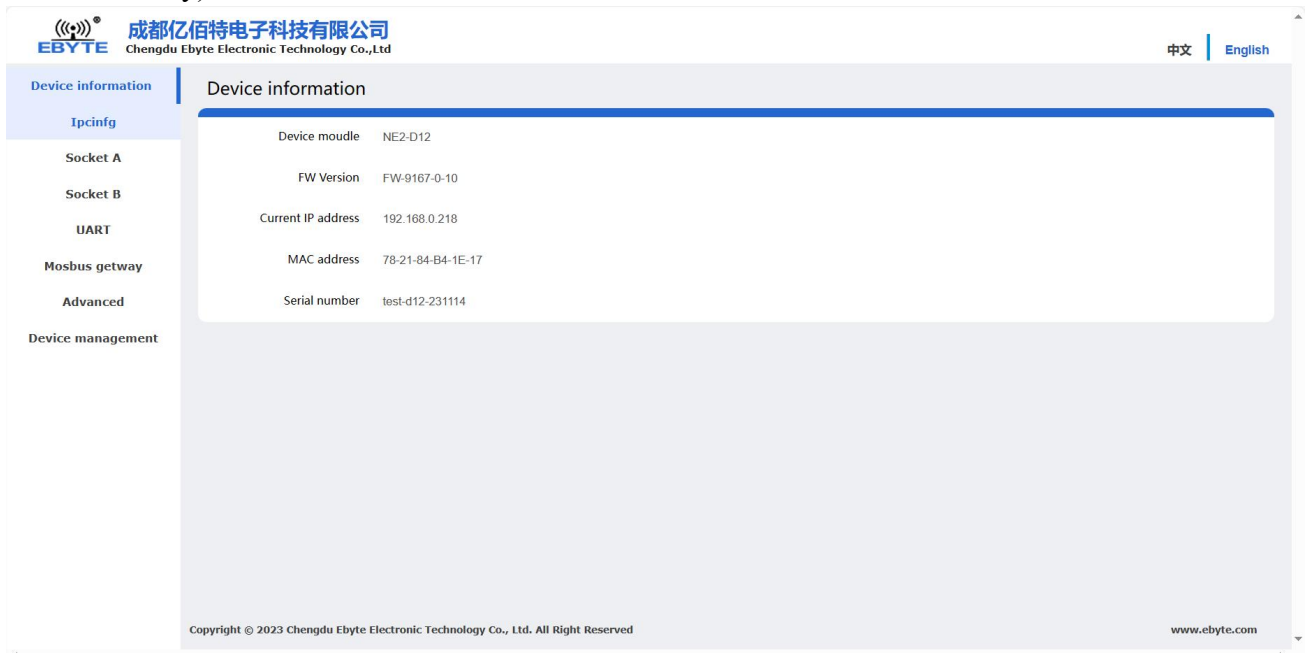 成都亿佰特电子科技有限公司
EBYTE ® Chengdu Ebyte Electronic Technology Co.,Ltd
中文 English
Device information
Ipcinfg
Socket A
Socket B
UART
Mosbus getway
Advanced
Device management
Device information
Device moudle NE2-D12
FW Version FW-9167-0-10
Current IP address 192.168.0.218
MAC address 78-21-84-B4-1E-17
Serial number test-d12-231114
Copyright © 2023 Chengdu Ebyte Electronic Technology Co., Ltd. All Right Reserved
www.ebyte.com